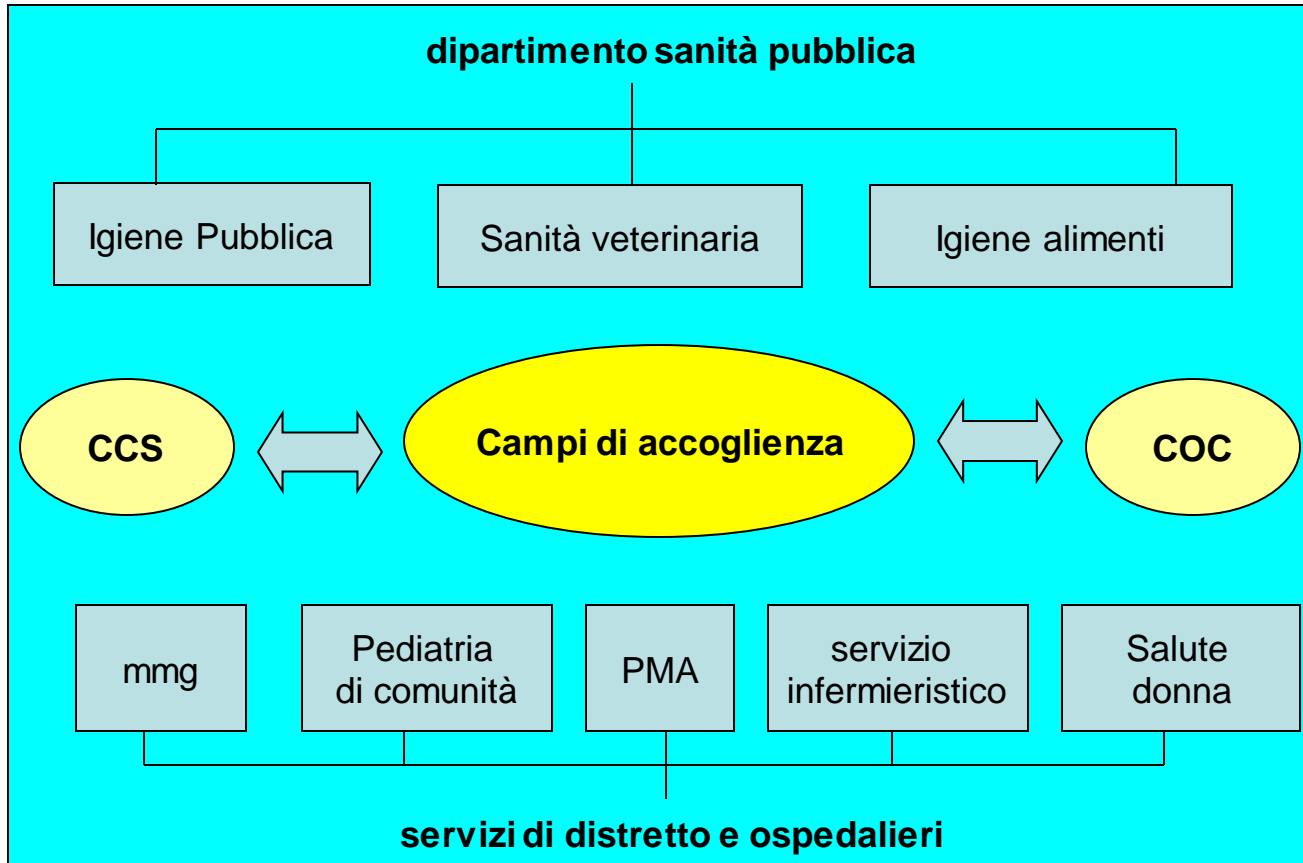 dipartimento sanità pubblica
Igiene Pubblica
Sanità veterinaria
Igiene alimenti
CCS
Campi di accoglienza
COC
mmg
Pediatria
di comunità
PMA
servizio
infermieristico
Salute
donna
servizi di distretto e ospedalieri